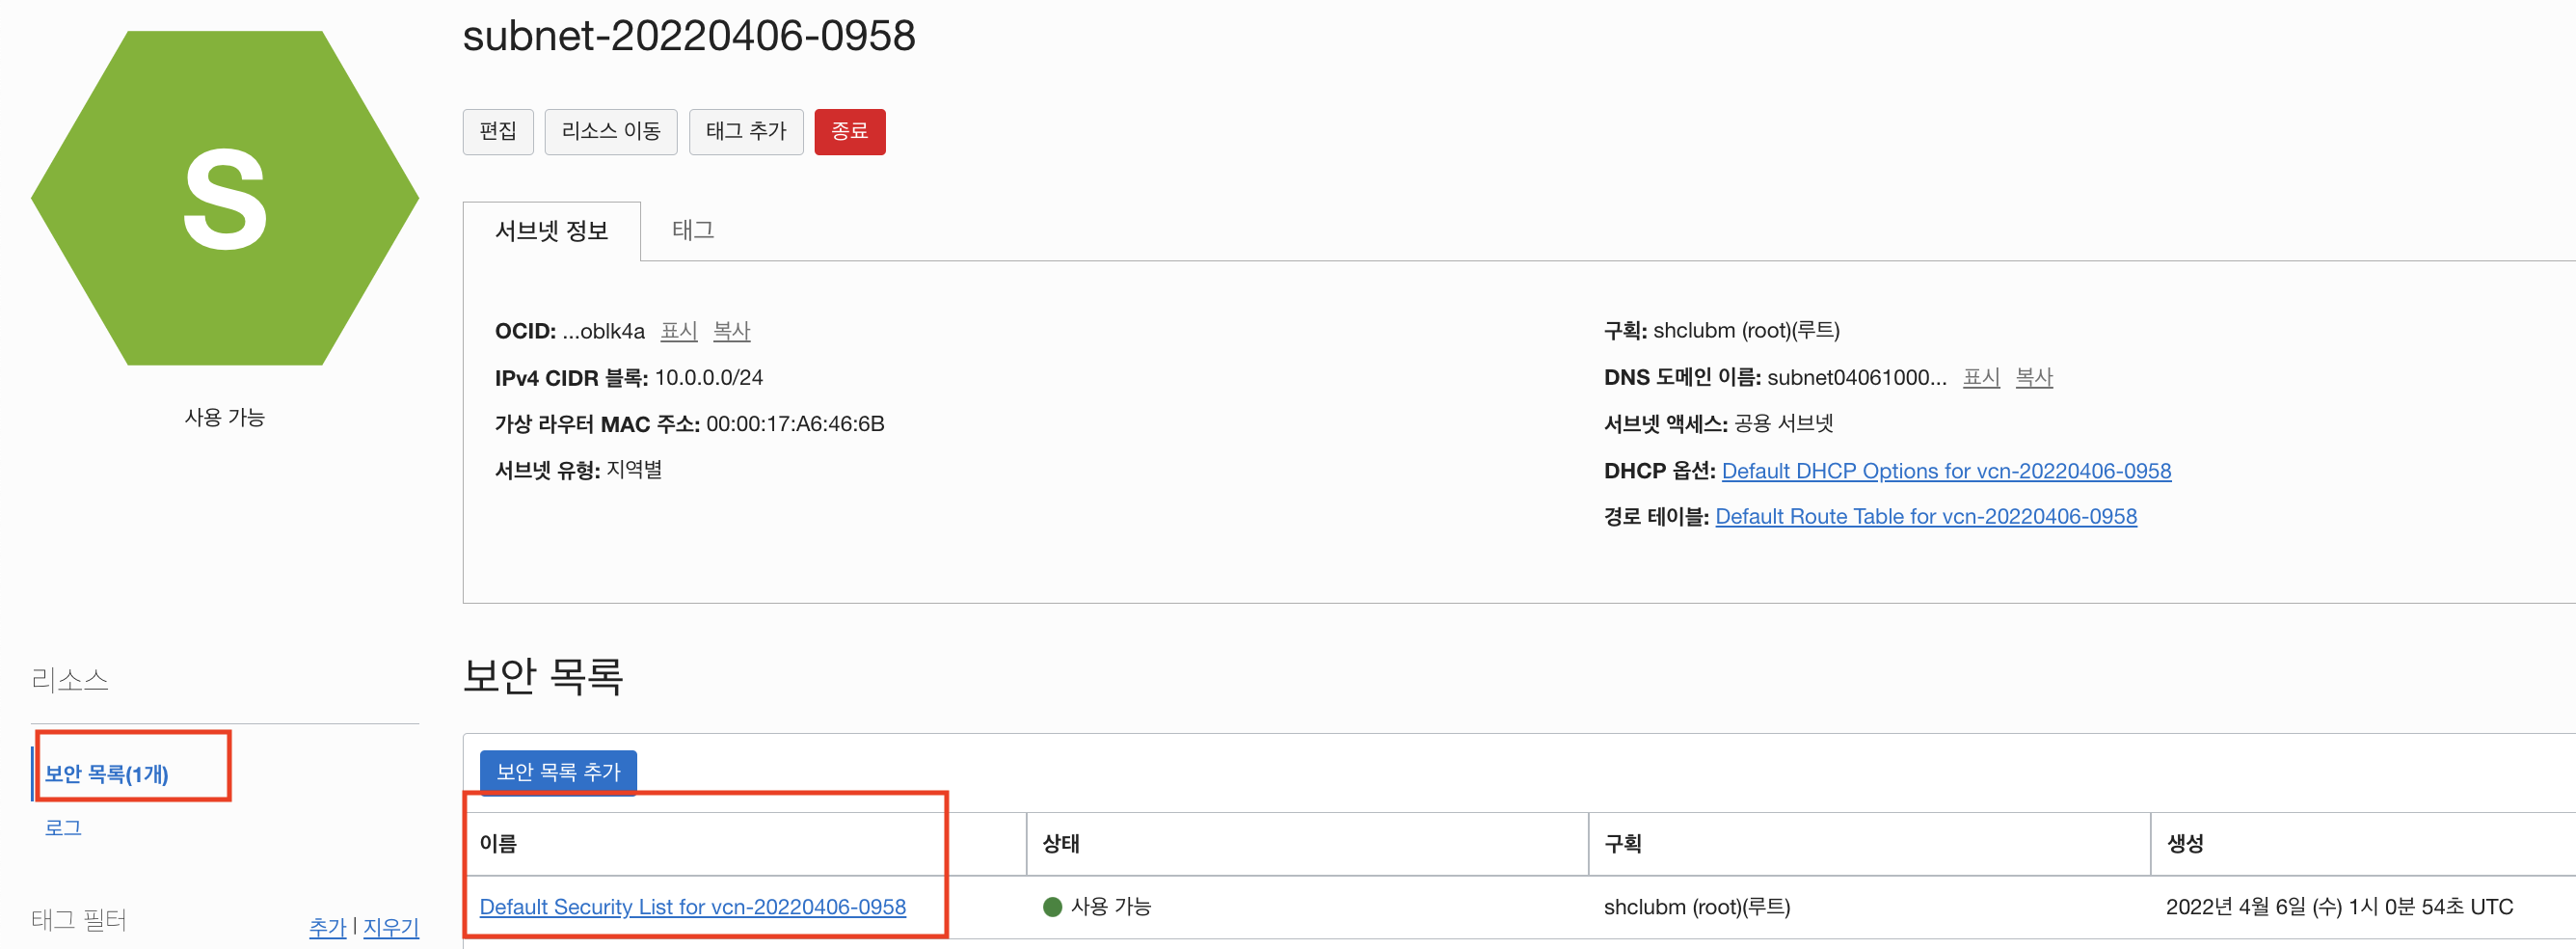 S
사용 가능
subnet-20220406-0958
편집 리소스 이동 태그 추가 종료
서브넷 정보 태그
OCID: ...oblk4a 표시 복사
IPv4 CIDR 블록: 10.0.0.0/24
가상 라우터 MAC 주소: 00:00:17:A6:46:6B
서브넷 유형: 지역별
구획: shclubm (root)(루트)
DNS 도메인 이름: subnet04061000... 표시 복사
서브넷 액세스: 공용 서브넷
DHCP 옵션: Default DHCP Options for vcn-20220406-0958
경로 테이블: Default Route Table for vcn-20220406-0958
리소스
보안 목록(1개)
로그
태그 필터 추가 | 지우기
보안 목록
보안 목록 추가
이름 상태 구획 생성
Default Security List for vcn-20220406-0958 사용 가능 shclubm (root)(루트) 2022년 4월 6일 (수) 1시 0분 54초 UTC